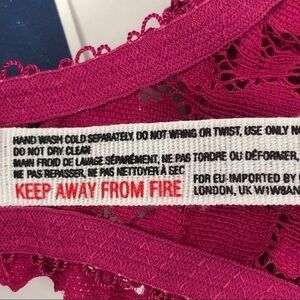 HAND WASH COLD SEPARATELY, DO NOT WRING OR TWIST, USE ONLY N
DO NOT DRY CLEAN
MAIN FROID DE LAVAGE SÉPARÉMENT, NE PAS TORDRE OU DÉFORMER,
NE PAS REPASSER, NE PAS NETTOYER À SEC
KEEP AWAY FROM FIRE
FOR EU-IMPORTED BY
LONDON, UK W1W8AN